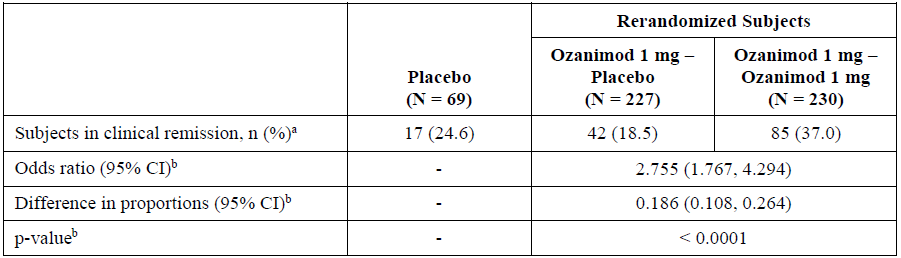 Rerandomized Subjects
Placebo
(N = 69)
Ozanimod 1 mg –
Placebo
(N = 227)
Ozanimod 1 mg –
Ozanimod 1 mg
(N = 230)
Subjects in clinical remission, n (%)ᵃ 17 (24.6) 42 (18.5) 85 (37.0)
Odds ratio (95% CI)ᵇ - 2.755 (1.767, 4.294)
Difference in proportions (95% CI)ᵇ - 0.186 (0.108, 0.264)
p-valueᵇ - < 0.0001